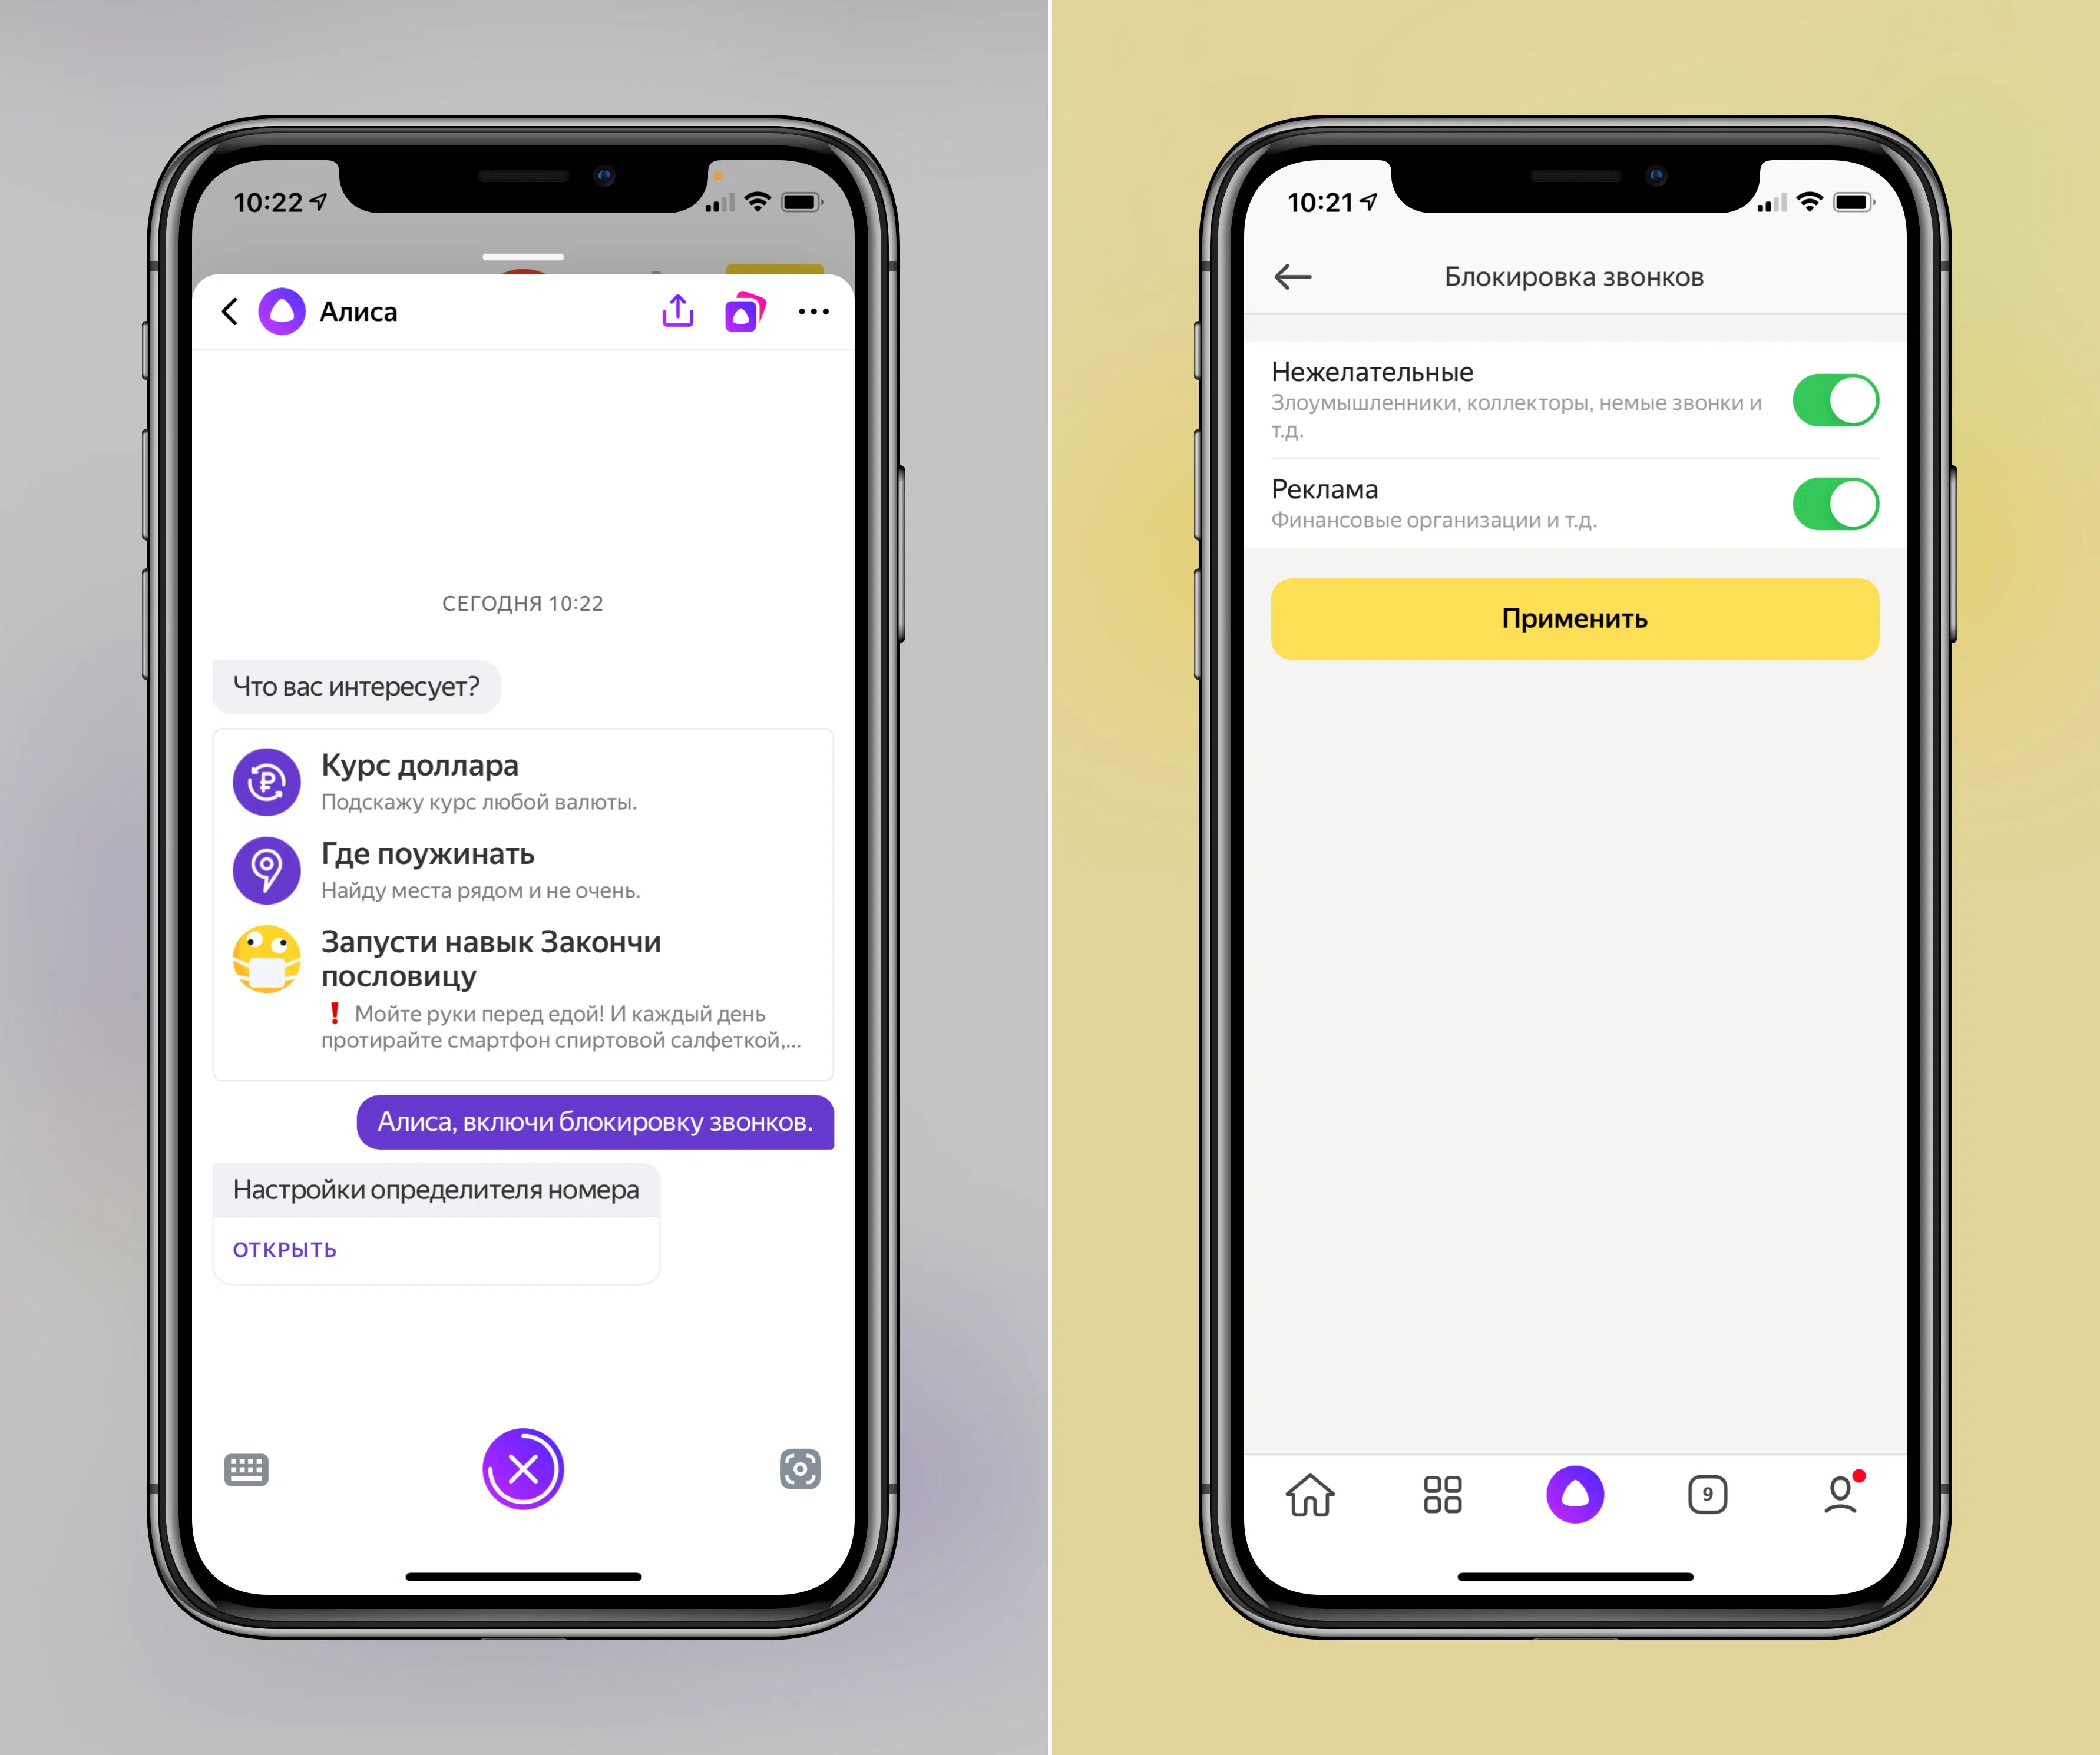 10:22
Алиса
СЕГОДНЯ 10:22
Что вас интересует?
Курс доллара
Подскажу курс любой валюты.
Где поужинать
Найду места рядом и не очень.
Запусти навык Закончи
пословицу
❗ Мойте руки перед едой! И каждый день
протирайте смартфон спиртовой салфеткой,...
Алиса, включи блокировку звонков.
Настройки определителя номера
ОТКРЫТЬ
10:21
Блокировка звонков
Нежелательные
Злоумышленники, коллекторы, немые звонки и
т.д.
Реклама
Финансовые организации и т.д.
Применить
9